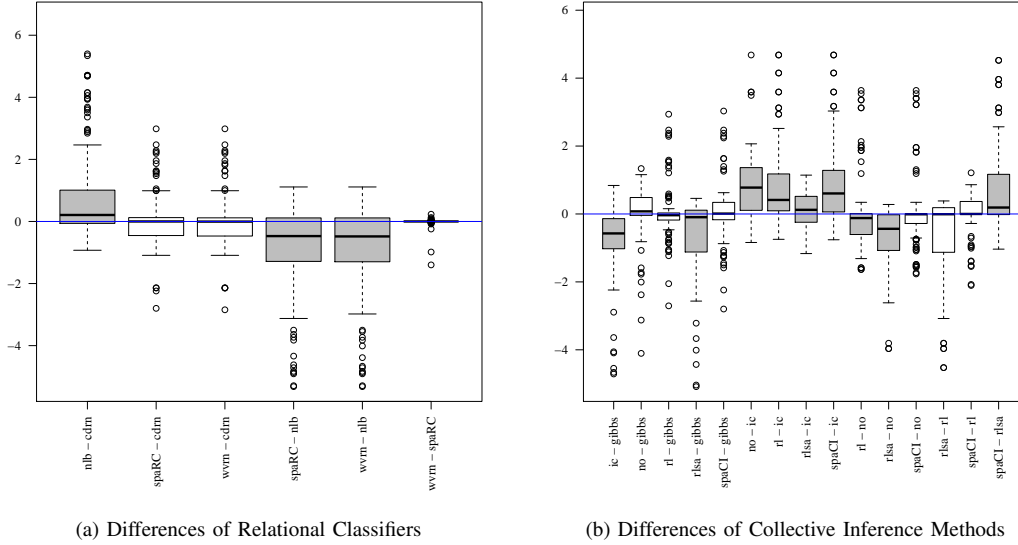 6
4
2
0
−2
−4
nlb − cdrn
spaRC − cdrn
wvrn − cdrn
spaRC − nlb
wvrn − nlb
wvrn − spaRC
(a) Differences of Relational Classifiers
6
4
2
0
−2
−4
ic − gibbs
no − gibbs
rl − gibbs
rlsa − gibbs
spaCI − gibbs
no − ic
rl − ic
rlsa − ic
spaCI − ic
rl − no
rlsa − no
spaCI − no
rlsa − rl
spaCI − rl
spaCI − rlsa
(b) Differences of Collective Inference Methods